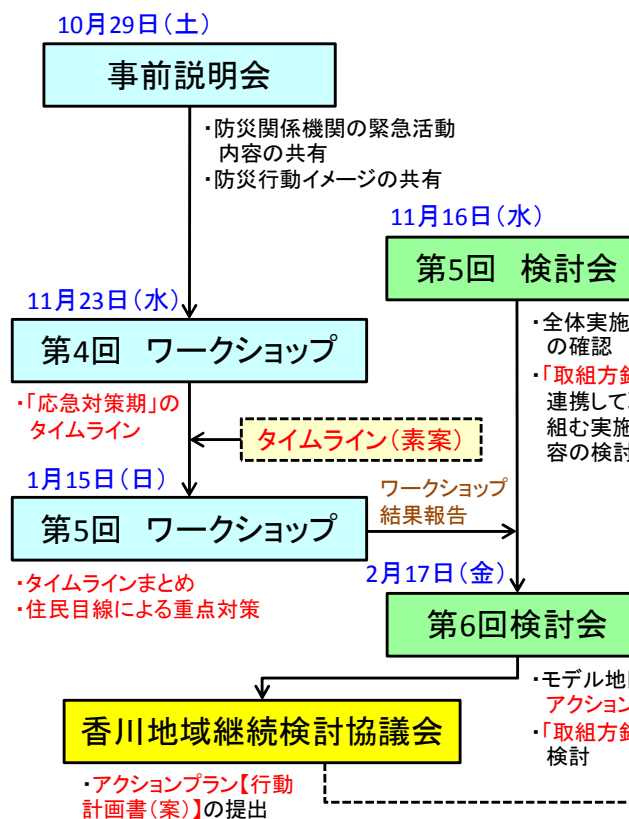 10月29日(土)
事前説明会
・防災関係機関の緊急活動
内容の共有
・防災行動イメージの共有
11月16日(水)
第5回 検討会
・全体実施
の確認
・「取組方
連携して
組む実施
容の検討
11月23日(水)
第4回 ワークショップ
・「応急対策期」の
タイムライン
タイムライン(素案)
1月15日(日)
第5回 ワークショップ
ワークショップ
結果報告
・タイムラインまとめ
・住民目線による重点対策
2月17日(金)
第6回検討会
・モデル地
アクション
・「取組方
検討
香川地域継続検討協議会
・アクションプラン【行動
計画書(案)】の提出